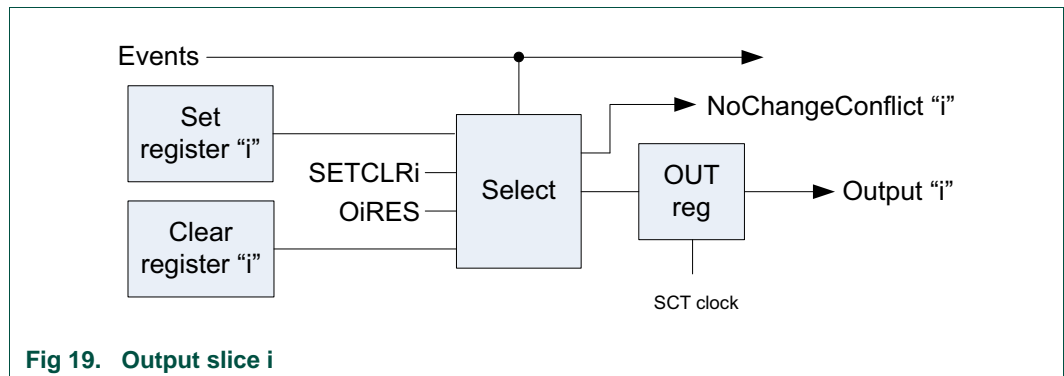 Events
Set
register “i”
NoChangeConflict “i”
SETCLRi
Select
OUT
reg
Output “i”
OiRES
Clear
register “i”
SCT clock
Fig 19. Output slice i